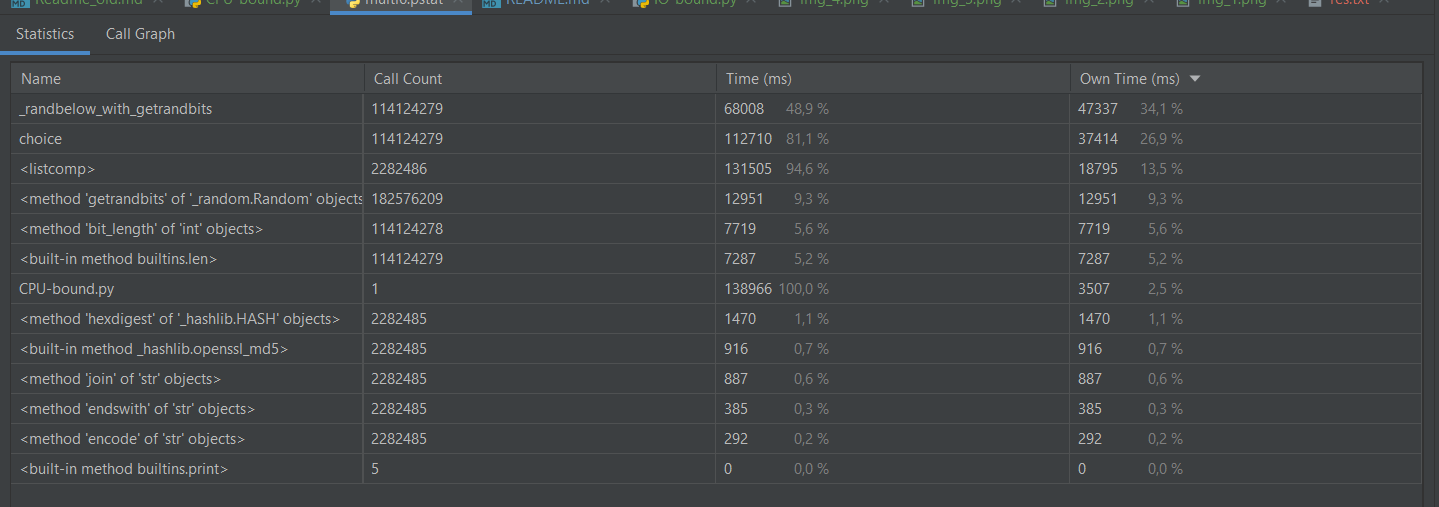 Readme_old.md CPU-bound.py multi6.pstat README.md IO-bound.py img_4.png img_3.png img_2.png img_1.png res.txt
Statistics Call Graph
Name Call Count Time (ms) Own Time (ms)
_randbelow_with_getrandbits 114124279 68008 48,9 % 47337 34,1 %
choice 114124279 112710 81,1 % 37414 26,9 %
<listcomp> 2282486 131505 94,6 % 18795 13,5 %
<method 'getrandbits' of '_random.Random' objects 182576209 12951 9,3 % 12951 9,3 %
<method 'bit_length' of 'int' objects> 114124278 7719 5,6 % 7719 5,6 %
<built-in method builtins.len> 114124279 7287 5,2 % 7287 5,2 %
CPU-bound.py 1 138966 100,0 % 3507 2,5 %
<method 'hexdigest' of '_hashlib.HASH' objects> 2282485 1470 1,1 % 1470 1,1 %
<built-in method _hashlib.openssl_md5> 2282485 916 0,7 % 916 0,7 %
<method 'join' of 'str' objects> 2282485 887 0,6 % 887 0,6 %
<method 'endswith' of 'str' objects> 2282485 385 0,3 % 385 0,3 %
<method 'encode' of 'str' objects> 2282485 292 0,2 % 292 0,2 %
<built-in method builtins.print> 5 0 0,0 % 0 0,0 %